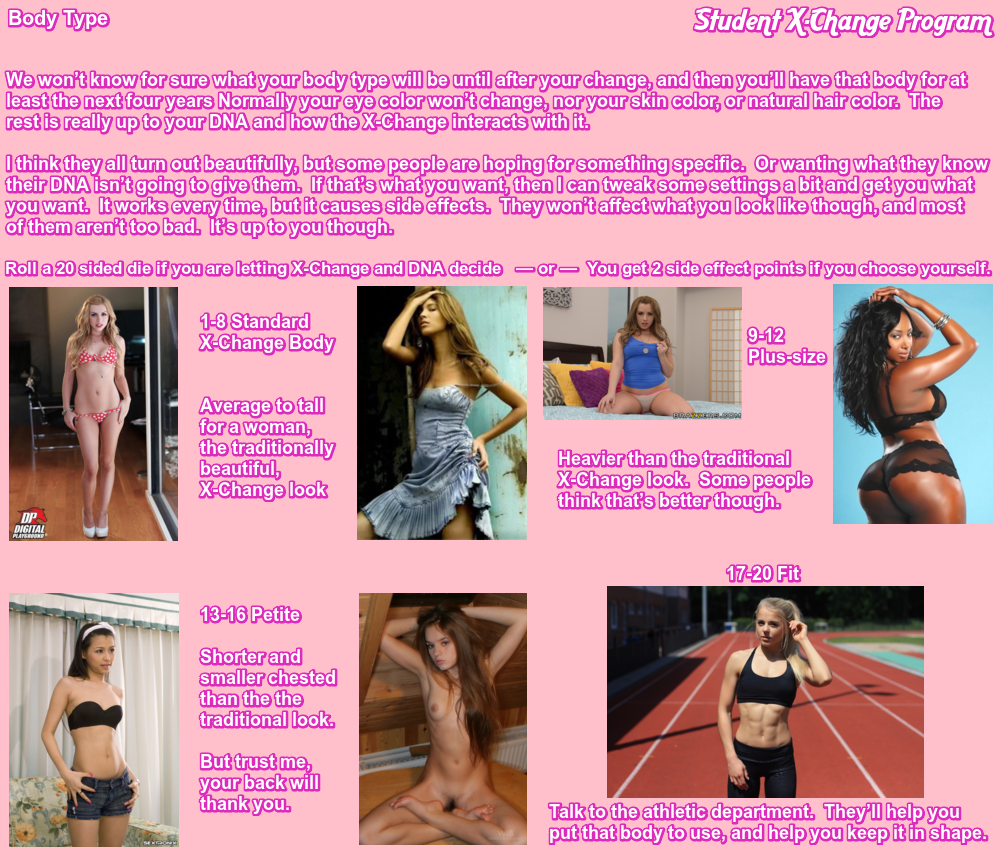 Body Type
Student X-Change Program
We won't know for sure what your body type will be until after your change, and then you'll have that body for at
least the next four years Normally your eye color won't change, nor your skin color, or natural hair color.  The
rest is really up to your DNA and how the X-Change interacts with it.
I think they all turn out beautifully, but some people are hoping for something specific.  Or wanting what they know
their DNA isn't going to give them.  If that's what you want, then I can tweak some settings a bit and get you what
you want.  It works every time, but it causes side effects.  They won't affect what you look like though, and most
of them aren't too bad.  It's up to you though.
Roll a 20 sided die if you are letting X-Change and DNA decide   — or —  You get 2 side effect points if you choose yourself.
1-8 Standard
X-Change Body
Average to tall
for a woman,
the traditionally
beautiful,
X-Change look
DP
DIGITAL
PLAYGROUND
BRAZZERS.COM
9-12
Plus-size
Heavier than the traditional
X-Change look.  Some people
think that's better though.
13-16 Petite
Shorter and
smaller chested
than the the
traditional look.
But trust me,
your back will
thank you.
17-20 Fit
Talk to the athletic department.  They'll help you
put that body to use, and help you keep it in shape.